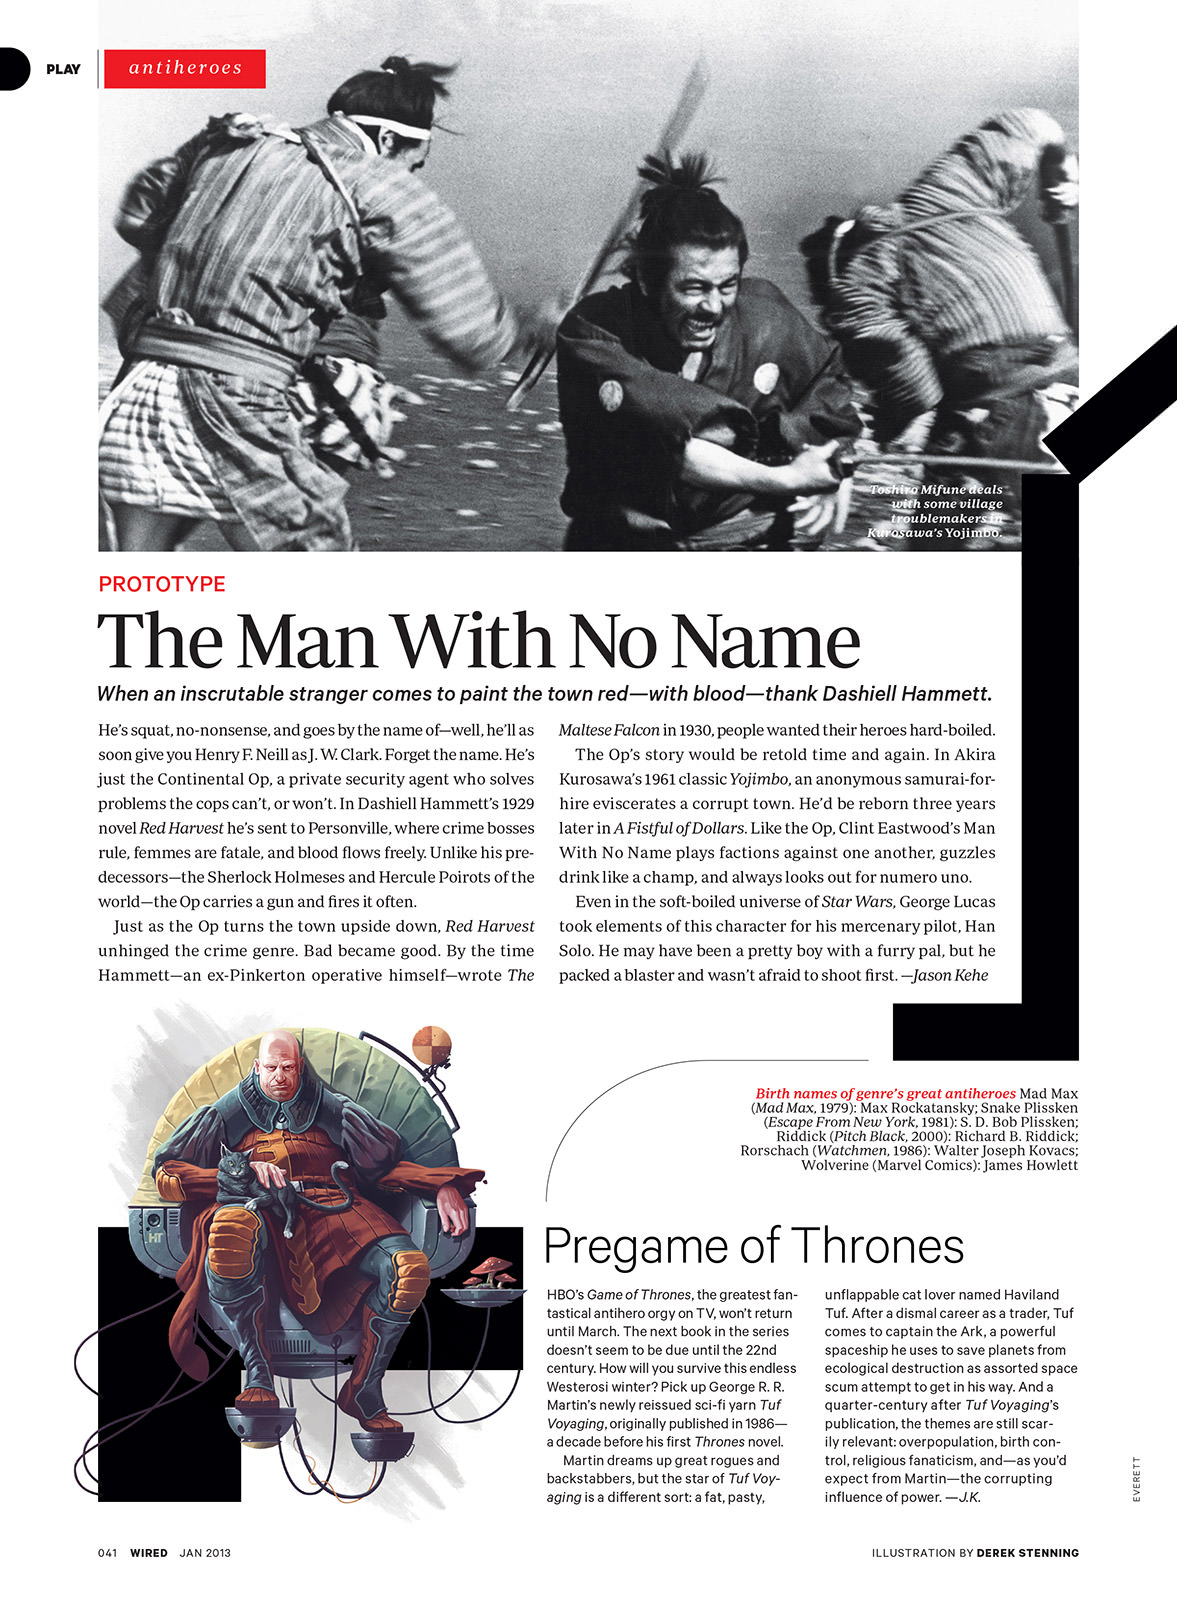 PLAY
antiheroes
Toshiro Mifune deals
with some village
troublemakers in
Kurosawa's Yojimbo.
PROTOTYPE
The Man With No Name
When an inscrutable stranger comes to paint the town red—with blood—thank Dashiell Hammett.
He's squat, no-nonsense, and goes by the name of—well, he'll as
soon give you Henry F. Neill as J. W. Clark. Forget the name. He's
just the Continental Op, a private security agent who solves
problems the cops can't, or won't. In Dashiell Hammett's 1929
novel Red Harvest he's sent to Personville, where crime bosses
rule, femmes are fatale, and blood flows freely. Unlike his pre-
decessors—the Sherlock Holmeses and Hercule Poirots of the
world—the Op carries a gun and fires it often.
Just as the Op turns the town upside down, Red Harvest
unhinged the crime genre. Bad became good. By the time
Hammett—an ex-Pinkerton operative himself—wrote The
Maltese Falcon in 1930, people wanted their heroes hard-boiled.
The Op's story would be retold time and again. In Akira
Kurosawa's 1961 classic Yojimbo, an anonymous samurai-for-
hire eviscerates a corrupt town. He'd be reborn three years
later in A Fistful of Dollars. Like the Op, Clint Eastwood's Man
With No Name plays factions against one another, guzzles
drink like a champ, and always looks out for numero uno.
Even in the soft-boiled universe of Star Wars, George Lucas
took elements of this character for his mercenary pilot, Han
Solo. He may have been a pretty boy with a furry pal, but he
packed a blaster and wasn't afraid to shoot first. —Jason Kehe
Birth names of genre's great antiheroes Mad Max
(Mad Max, 1979): Max Rockatansky; Snake Plissken
(Escape From New York, 1981): S. D. Bob Plissken;
Riddick (Pitch Black, 2000): Richard B. Riddick;
Rorschach (Watchmen, 1986): Walter Joseph Kovacs;
Wolverine (Marvel Comics): James Howlett
HT
Pregame of Thrones
HBO's Game of Thrones, the greatest fan-
tastical antihero orgy on TV, won't return
until March. The next book in the series
doesn't seem to be due until the 22nd
century. How will you survive this endless
Westerosi winter? Pick up George R. R.
Martin's newly reissued sci-fi yarn Tuf
Voyaging, originally published in 1986—
a decade before his first Thrones novel.
Martin dreams up great rogues and
backstabbers, but the star of Tuf Voy-
aging is a different sort: a fat, pasty,
unflappable cat lover named Haviland
Tuf. After a dismal career as a trader, Tuf
comes to captain the Ark, a powerful
spaceship he uses to save planets from
ecological destruction as assorted space
scum attempt to get in his way. And a
quarter-century after Tuf Voyaging's
publication, the themes are still scar-
ily relevant: overpopulation, birth con-
trol, religious fanaticism, and—as you'd
expect from Martin—the corrupting
influence of power. —J.K.
EVERETT
041 WIRED JAN 2013
ILLUSTRATION BY DEREK STENNING